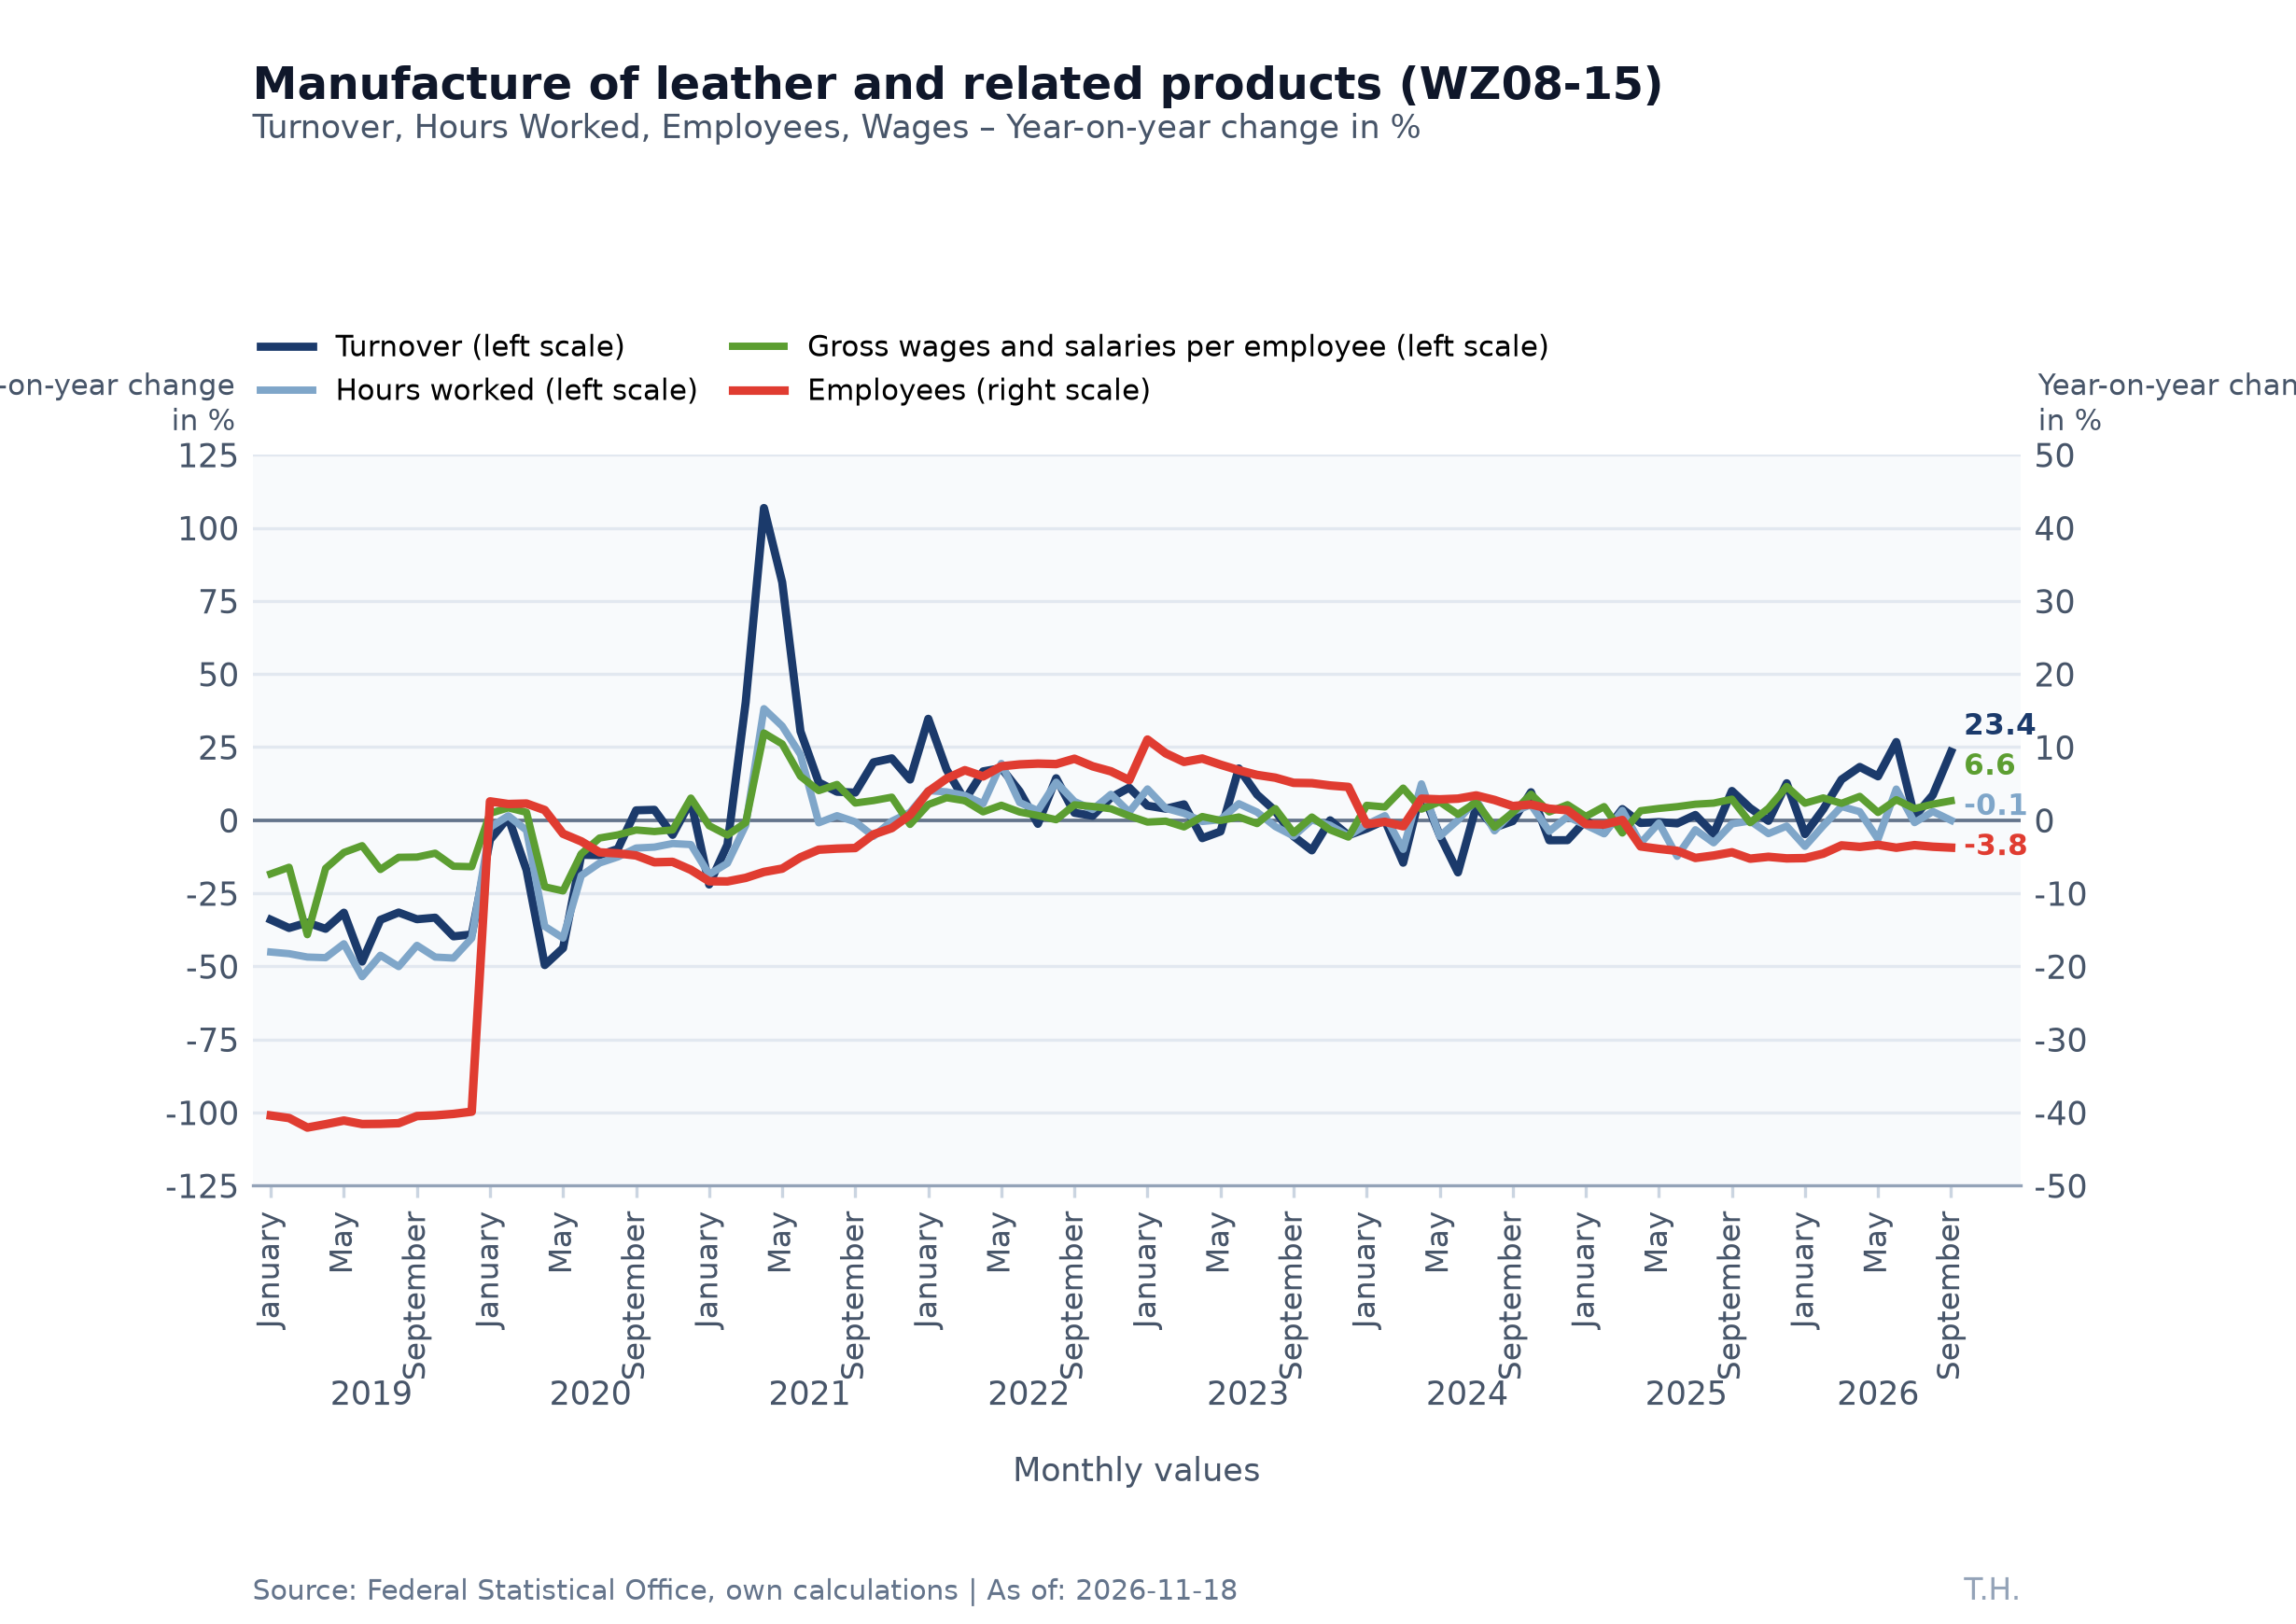 Manufacture of leather and related products (WZ08-15)
Turnover, Hours Worked, Employees, Wages – Year-on-year change in %
Turnover (left scale)
Gross wages and salaries per employee (left scale)
Hours worked (left scale)
Employees (right scale)
-on-year change
in %
Year-on-year chan
in %
125
100
75
50
25
0
-25
-50
-75
-100
-125
50
40
30
20
10
0
-10
-20
-30
-40
-50
23.4
6.6
-0.1
-3.8
January
May
September
January
May
September
January
May
September
January
May
September
January
May
September
January
May
September
January
May
September
January
May
September
2019
2020
2021
2022
2023
2024
2025
2026
Monthly values
Source: Federal Statistical Office, own calculations | As of: 2026-11-18
T.H.